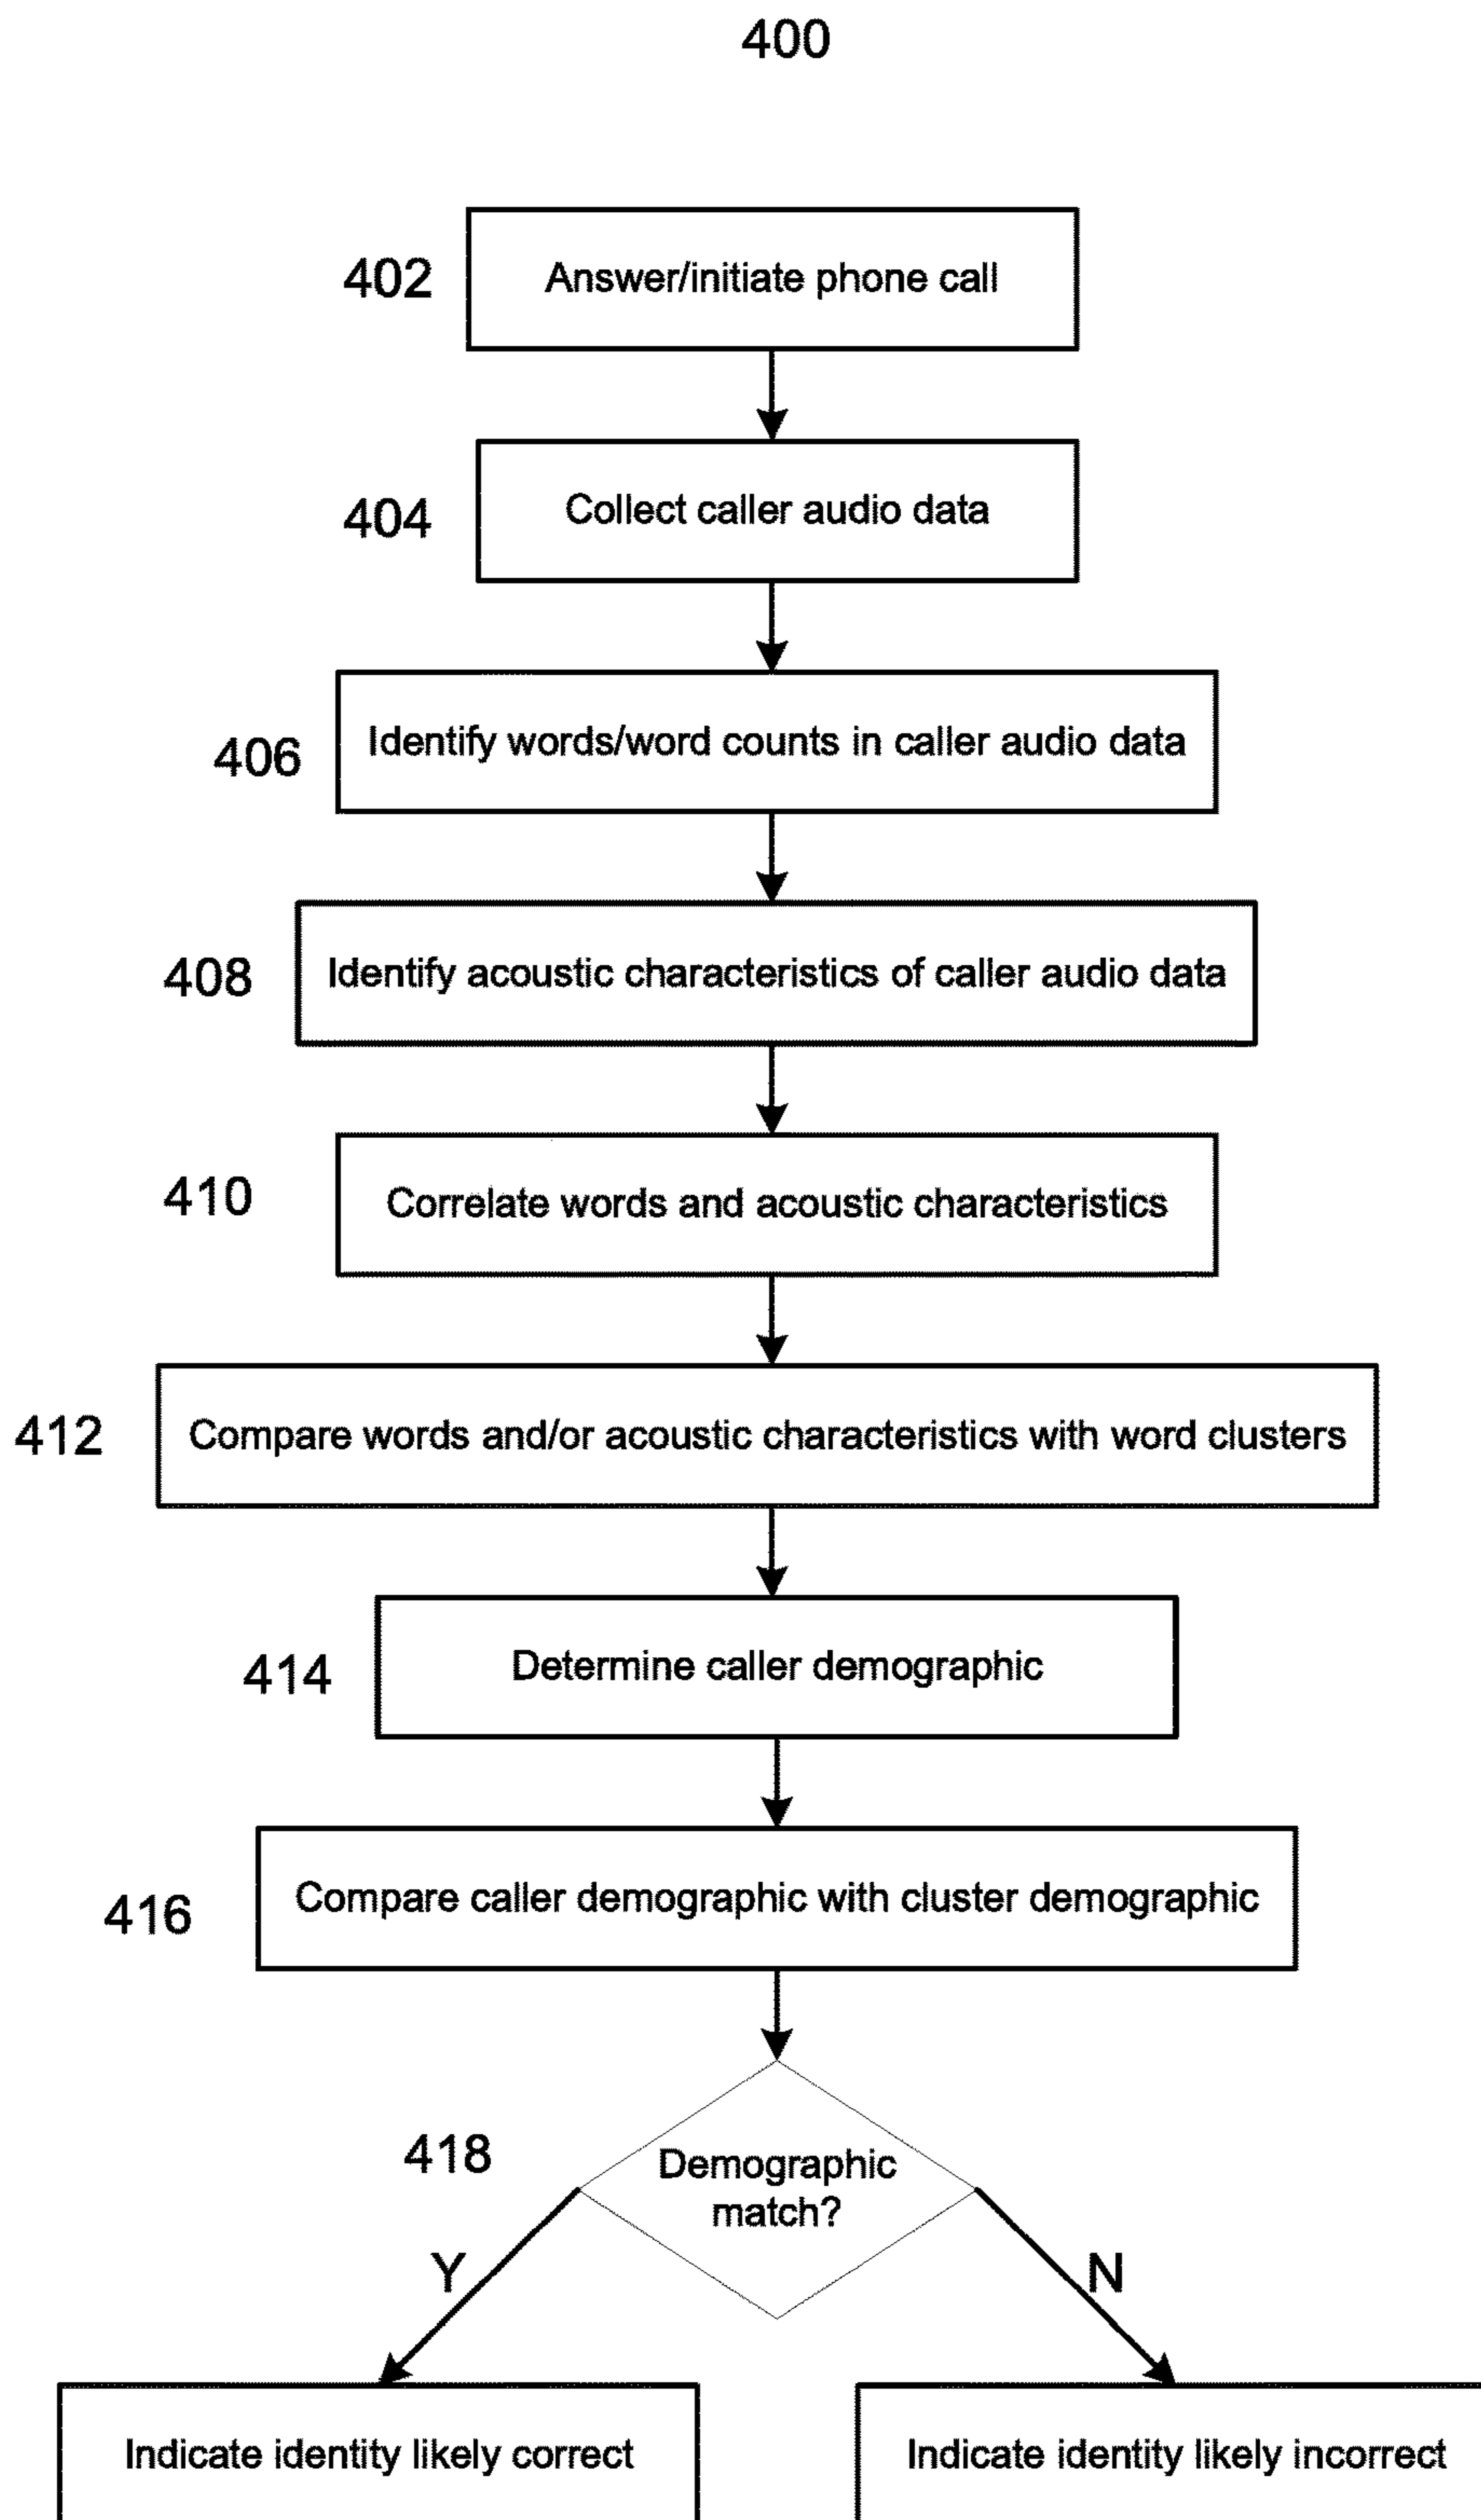 400
402
Answer/initiate phone call
404
Collect caller audio data
406
Identify words/word counts in caller audio data
408
Identify acoustic characteristics of caller audio data
410
Correlate words and acoustic characteristics
412
Compare words and/or acoustic characteristics with word clusters
414
Determine caller demographic
416
Compare caller demographic with cluster demographic
418
Demographic
match?
Y
N
Indicate identity likely correct
Indicate identity likely incorrect